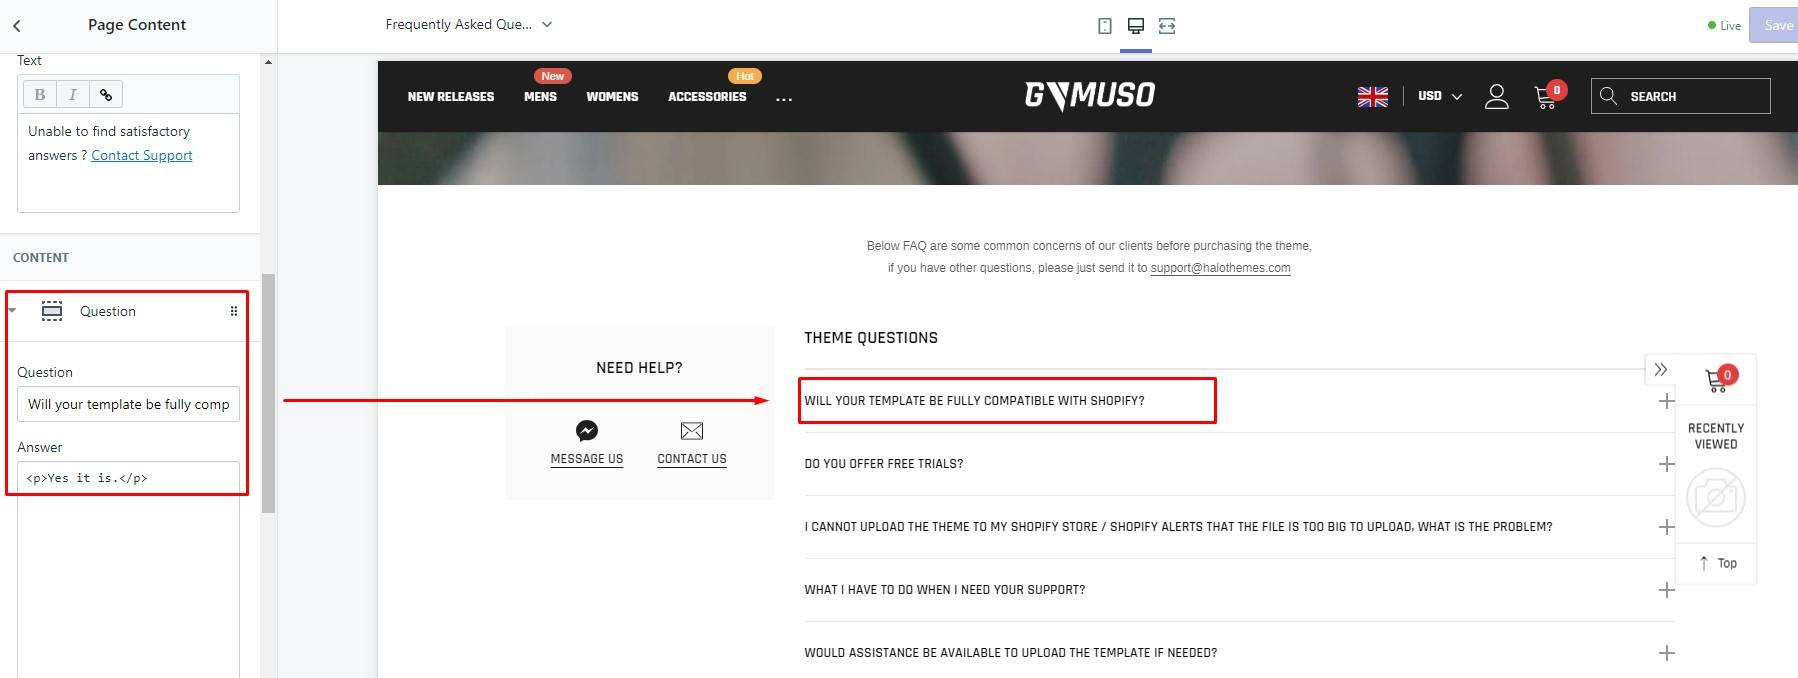 Page Content
Frequently Asked Que...
Live
Save
Text
B I
Unable to find satisfactory
answers ? Contact Support
CONTENT
Question
Question
Will your template be fully comp
Answer
<p>Yes it is.</p>
New
Hot
NEW RELEASES MENS WOMENS ACCESSORIES ...
GYMUSO
USD
0
SEARCH
Below FAQ are some common concerns of our clients before purchasing the theme,
if you have other questions, please just send it to support@halothemes.com
NEED HELP?
MESSAGE US CONTACT US
THEME QUESTIONS
WILL YOUR TEMPLATE BE FULLY COMPATIBLE WITH SHOPIFY?
DO YOU OFFER FREE TRIALS?
I CANNOT UPLOAD THE THEME TO MY SHOPIFY STORE / SHOPIFY ALERTS THAT THE FILE IS TOO BIG TO UPLOAD, WHAT IS THE PROBLEM?
WHAT I HAVE TO DO WHEN I NEED YOUR SUPPORT?
WOULD ASSISTANCE BE AVAILABLE TO UPLOAD THE TEMPLATE IF NEEDED?
0
RECENTLY
VIEWED
Top